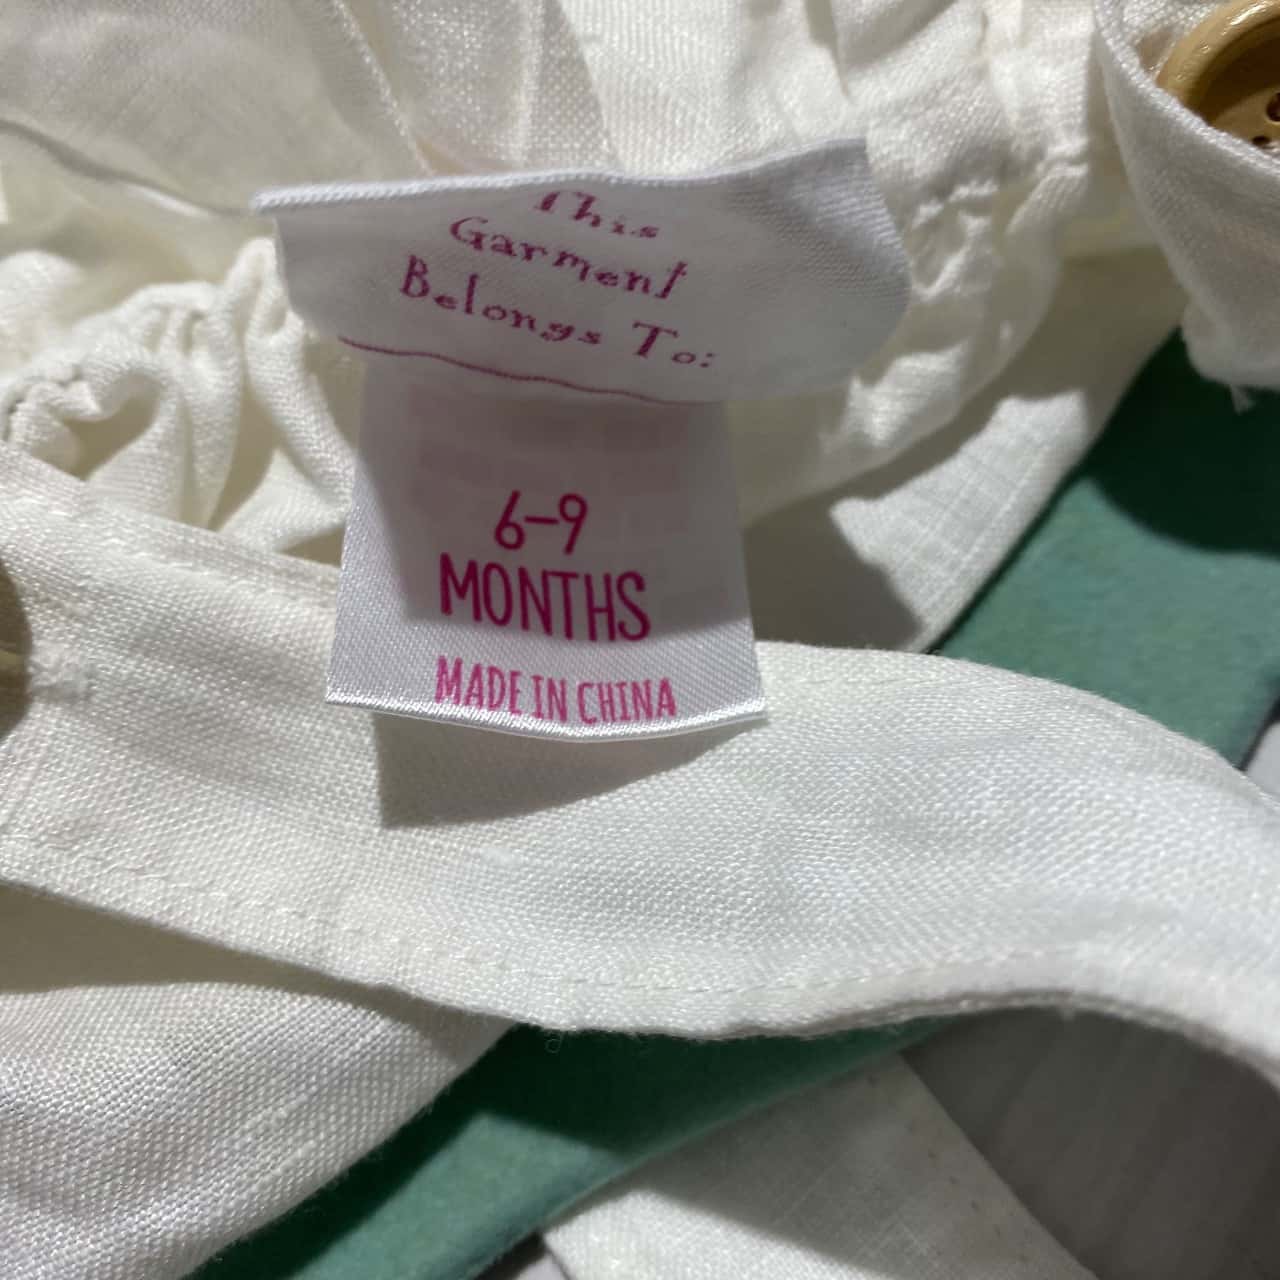 This
Garment
Belongs To:
6-9
MONTHS
MADE IN CHINA